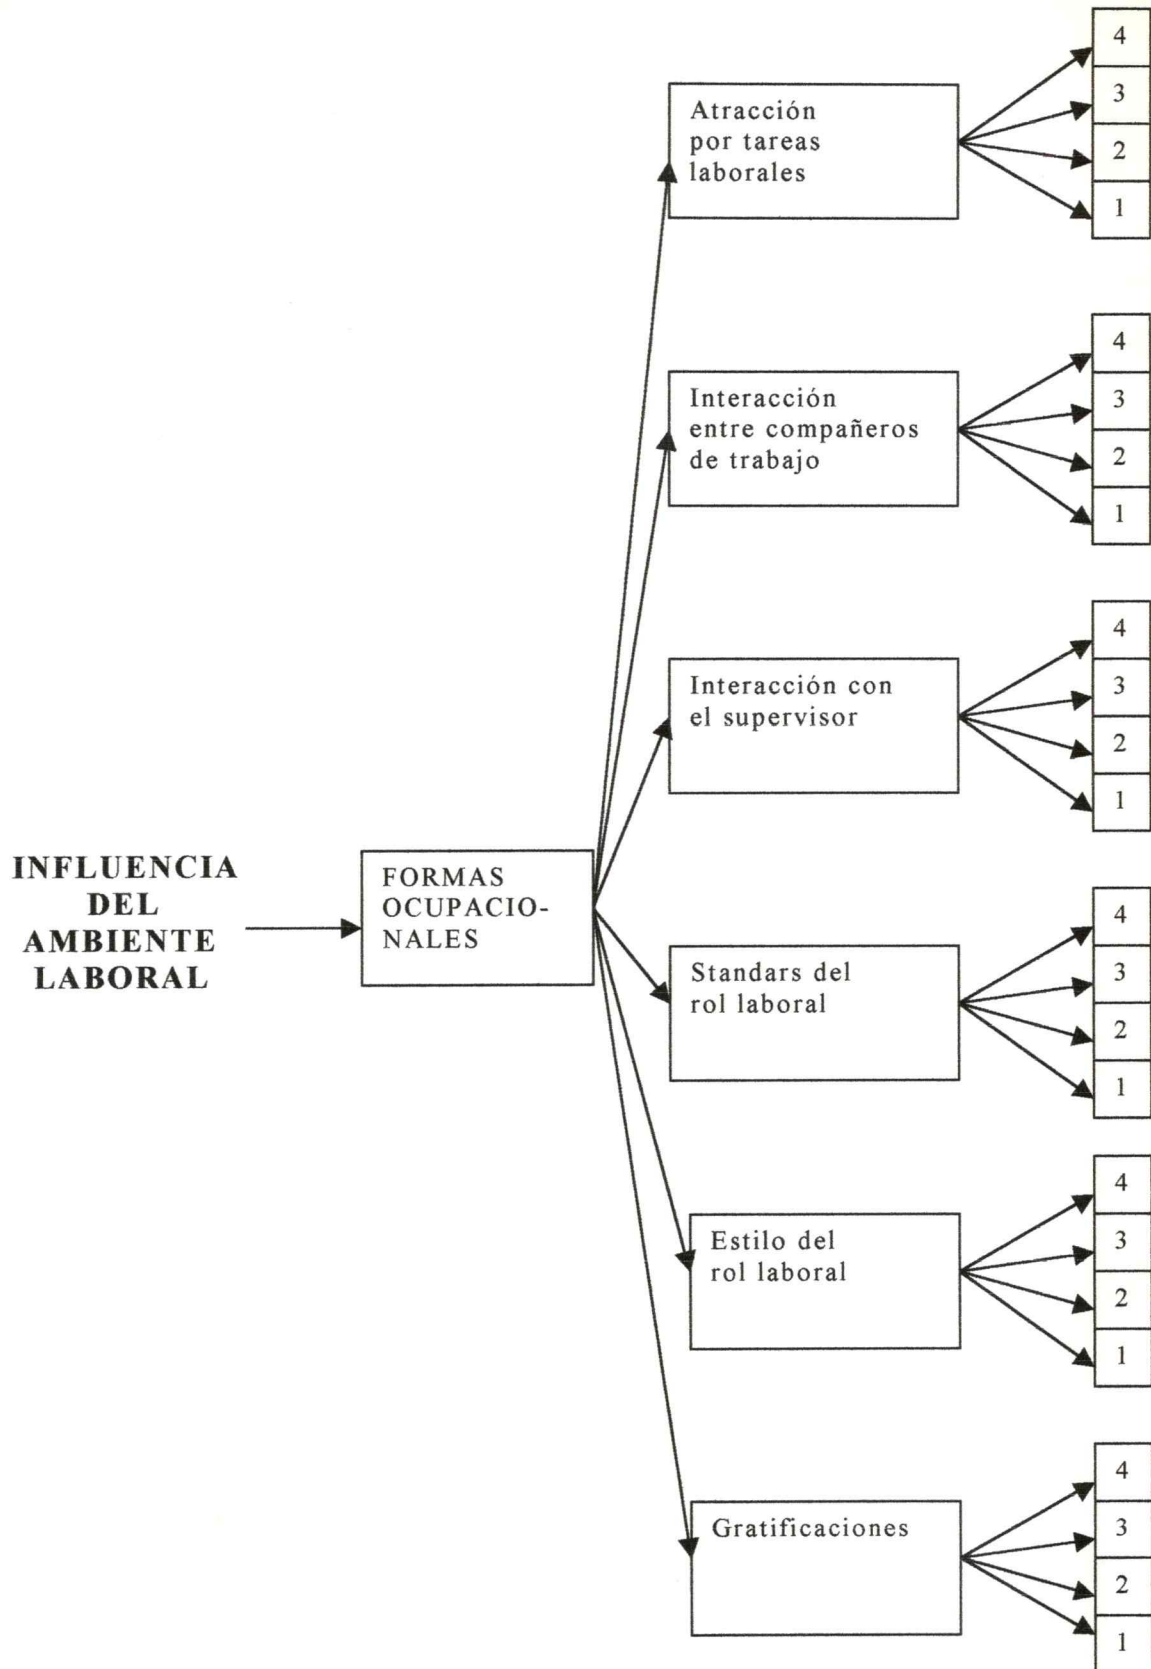 INFLUENCIA
DEL
AMBIENTE
LABORAL
FORMAS
OCUPACIO-
NALES
Atracción
por tareas
laborales
4
3
2
1
Interacción
entre compañeros
de trabajo
4
3
2
1
Interacción con
el supervisor
4
3
2
1
Standars del
rol laboral
4
3
2
1
Estilo del
rol laboral
4
3
2
1
Gratificaciones
4
3
2
1